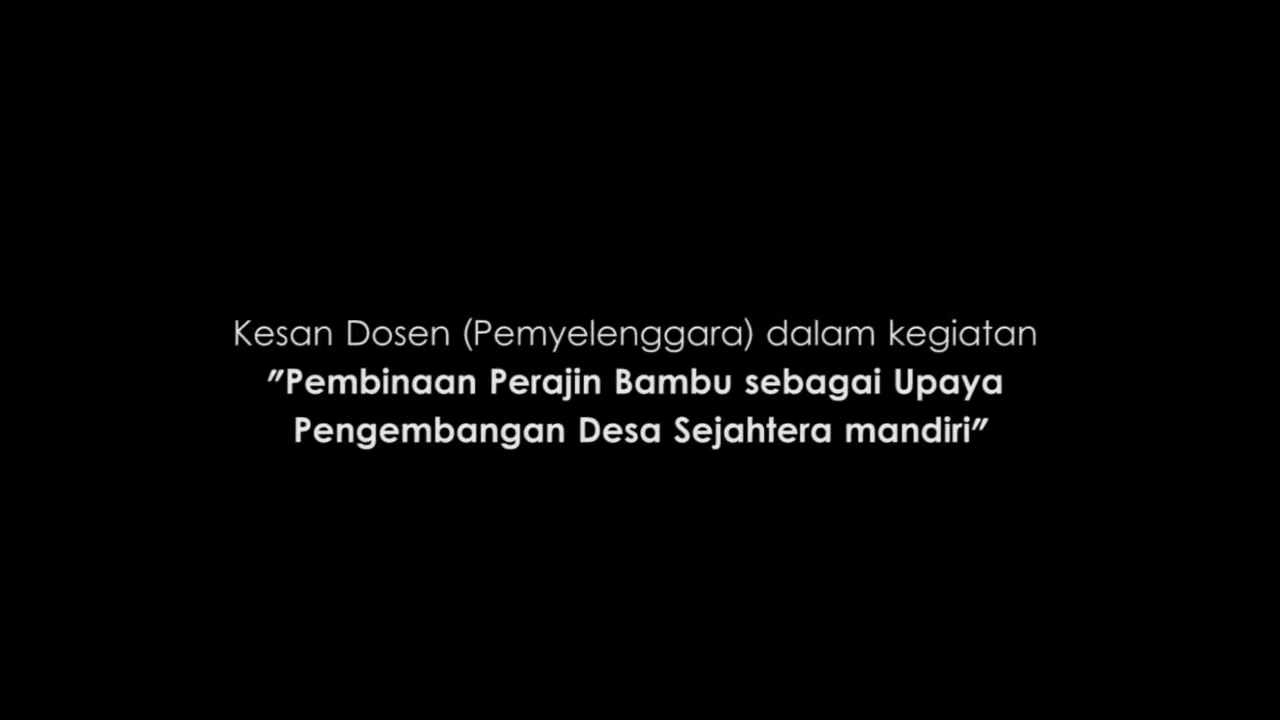 Kesan Dosen (Pemyelenggara) dalam kegiatan
"Pembinaan Perajin Bambu sebagai Upaya
Pengembangan Desa Sejahtera mandiri"